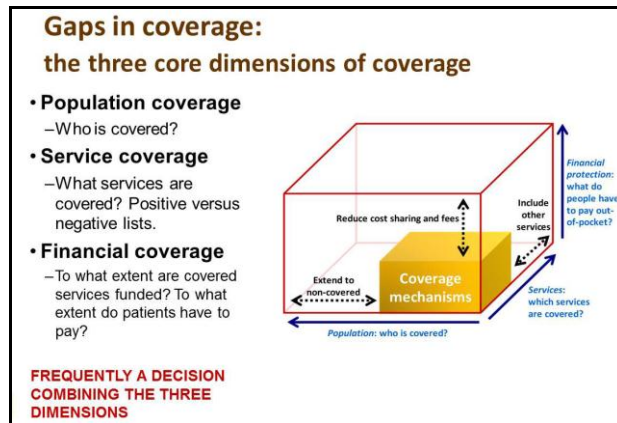 Gaps in coverage:
the three core dimensions of coverage
• Population coverage
–Who is covered?
• Service coverage
–What services are
covered? Positive versus
negative lists.
• Financial coverage
–To what extent are covered
services funded? To what
extent do patients have to
pay?
FREQUENTLY A DECISION
COMBINING THE THREE
DIMENSIONS
Reduce cost sharing and fees
Include
other
services
Financial
protection:
what do
people have
to pay out-
of-pocket?
Extend to
non-covered
Coverage
mechanisms
Services:
which services
are covered?
Population: who is covered?